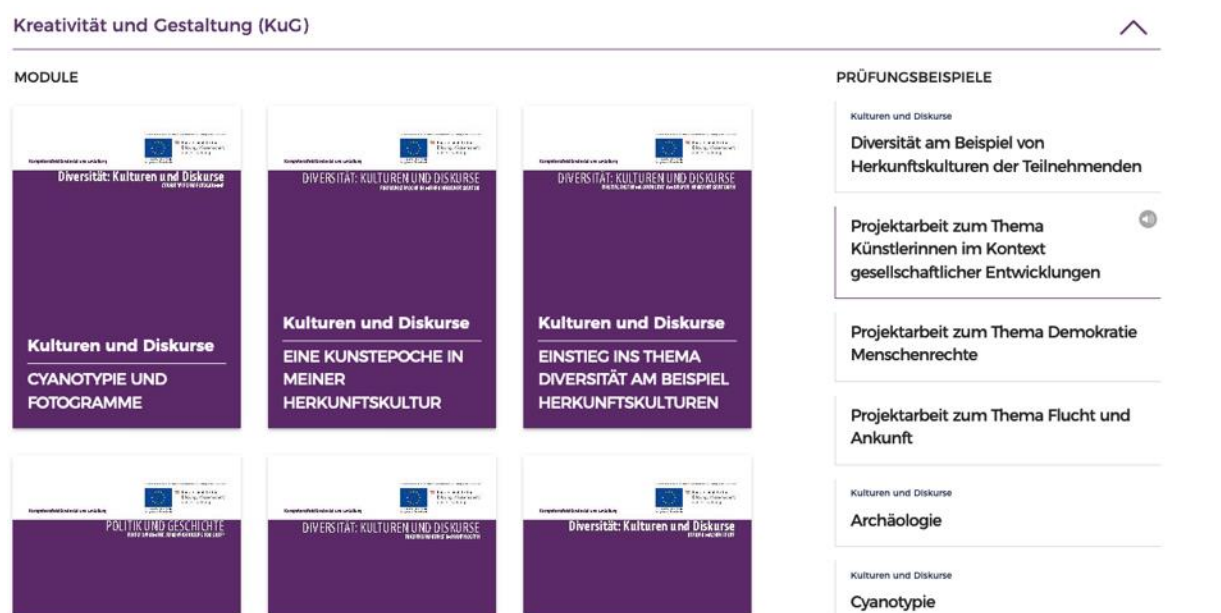 Kreativität und Gestaltung (KuG)
MODULE
Diversität: Kulturen und Diskurse
Kulturen und Diskurse
CYANOTYPIE UND
FOTOGRAMME
DIVERSITÄT: KULTUREN UND DISKURSE
Kulturen und Diskurse
EINE KUNSTEPOCHE IN
MEINER
HERKUNFTSKULTUR
DIVERSITÄT: KULTUREN UND DISKURSE
Kulturen und Diskurse
EINSTIEG INS THEMA
DIVERSITÄT AM BEISPIEL
HERKUNFTSKULTUREN
POLITIK UND GESCHICHTE
DIVERSITÄT: KULTUREN UND DISKURSE
Diversität: Kulturen und Diskurse
PRÜFUNGSBEISPIELE
Kulturen und Diskurse
Diversität am Beispiel von
Herkunftskulturen der Teilnehmenden
Projektarbeit zum Thema
Künstlerinnen im Kontext
gesellschaftlicher Entwicklungen
Projektarbeit zum Thema Demokratie
Menschenrechte
Projektarbeit zum Thema Flucht und
Ankunft
Kulturen und Diskurse
Archäologie
Kulturen und Diskurse
Cyanotypie